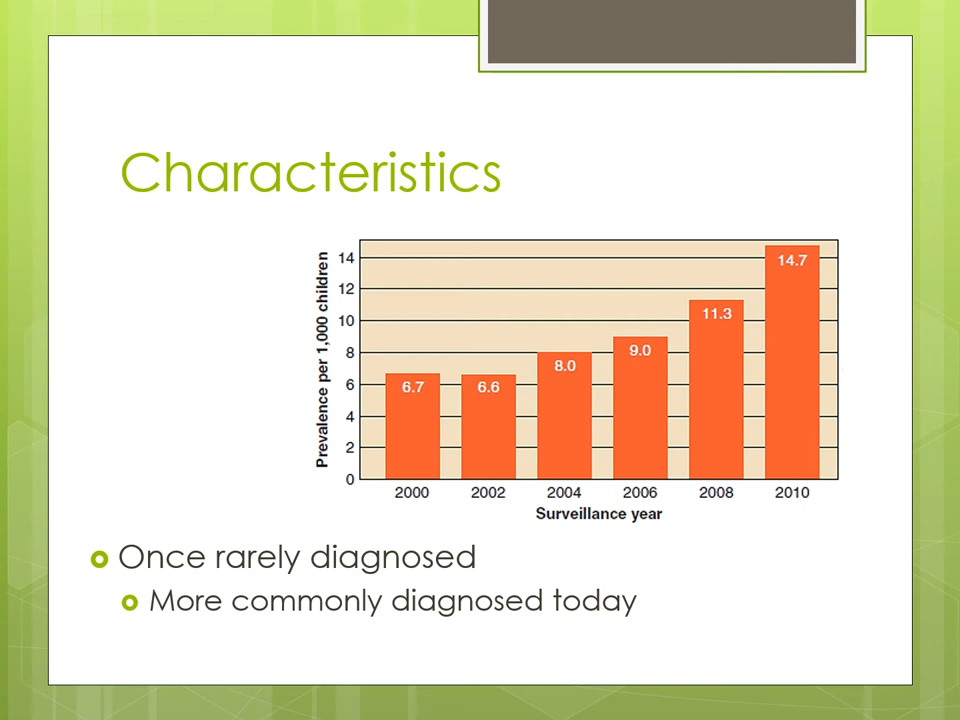 Characteristics
Prevalence per 1,000 children
14
12
10
8
6
4
2
0
6.7
6.6
8.0
9.0
11.3
14.7
2000 2002 2004 2006 2008 2010
Surveillance year
Once rarely diagnosed
More commonly diagnosed today